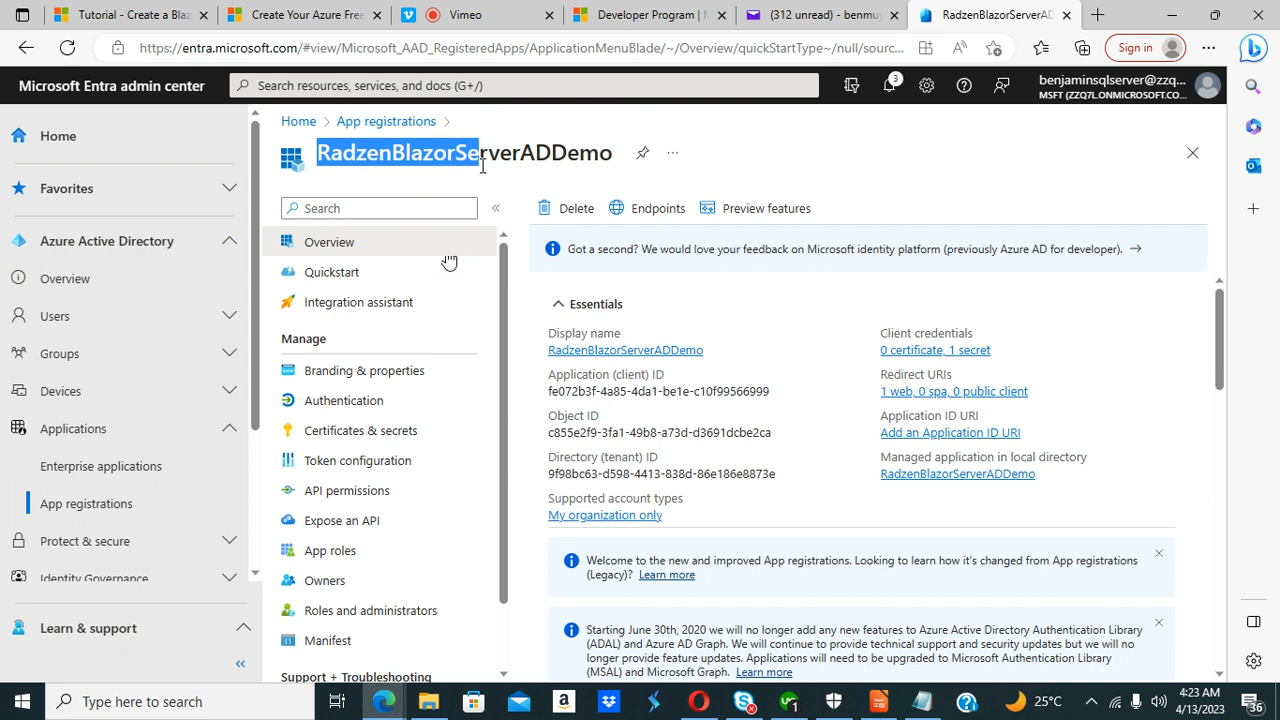 Tutorial - Create a Blaz
Create Your Azure Free
Vimeo
Developer Program | M
(312 unread) - benmuy
RadzenBlazorServerAD
https://entra.microsoft.com/#view/Microsoft_AAD_RegisteredApps/ApplicationMenuBlade/~/Overview/quickStartType~/null/sourc...
Sign in
Microsoft Entra admin center
Search resources, services, and docs (G+/)
3
benjaminsqlserver@zzq...
MSFT (ZZQ7L.ONMICROSOFT.CO...
Home
Favorites
Azure Active Directory
Overview
Users
Groups
Devices
Applications
Enterprise applications
App registrations
Protect & secure
Identity Governance
Learn & support
Home > App registrations >
RadzenBlazorServerADDemo
Search
Overview
Quickstart
Integration assistant
Manage
Branding & properties
Authentication
Certificates & secrets
Token configuration
API permissions
Expose an API
App roles
Owners
Roles and administrators
Manifest
Support + Troubleshooting
Delete
Endpoints
Preview features
Got a second? We would love your feedback on Microsoft identity platform (previously Azure AD for developer).
Essentials
Display name
RadzenBlazorServerADDemo
Application (client) ID
fe072b3f-4a85-4da1-be1e-c10f99566999
Object ID
c855e2f9-3fa1-49b8-a73d-d3691dcbe2ca
Directory (tenant) ID
9f98bc63-d598-4413-838d-86e186e8873e
Supported account types
My organization only
Client credentials
0 certificate, 1 secret
Redirect URIs
1 web, 0 spa, 0 public client
Application ID URI
Add an Application ID URI
Managed application in local directory
RadzenBlazorServerADDemo
Welcome to the new and improved App registrations. Looking to learn how it's changed from App registrations
(Legacy)? Learn more
Starting June 30th, 2020 we will no longer add any new features to Azure Active Directory Authentication Library
(ADAL) and Azure AD Graph. We will continue to provide technical support and security updates but we will no
longer provide feature updates. Applications will need to be upgraded to Microsoft Authentication Library
(MSAL) and Microsoft Graph. Learn more
Type here to search
25°C
4:23 AM
4/13/2023
36